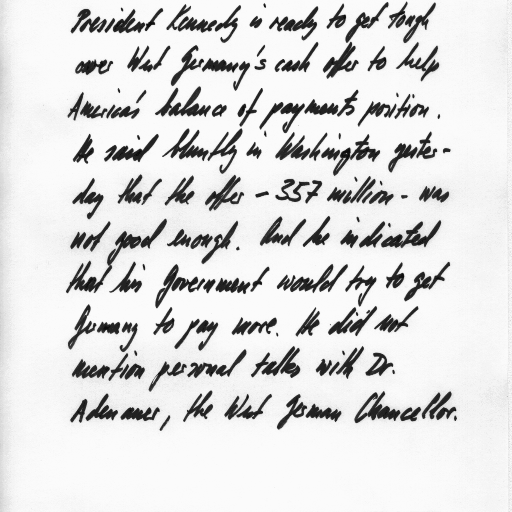 President Kennedy is ready to get tough
over West Germany's cash offer to help
America's balance of payments position.
He said bluntly in Washington yester-
day that the offer - 357 million - was
not good enough. And he indicated
that his Government would try to get
Germany to pay more. He did not
mention personal talks with Dr.
Adenauer, the West German Chancellor.